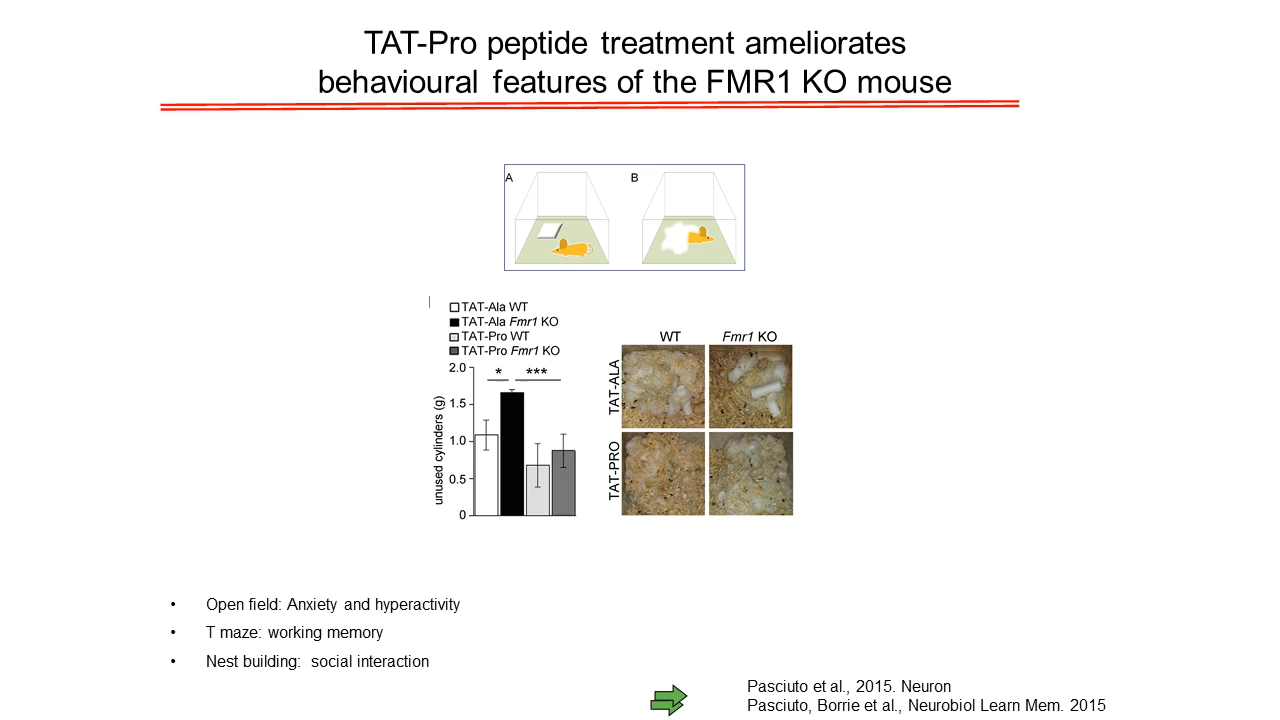 TAT-Pro peptide treatment ameliorates
behavioural features of the FMR1 KO mouse
A
B
TAT-Ala WT
TAT-Ala Fmr1 KO
TAT-Pro WT
TAT-Pro Fmr1 KO
unused cylinders (g)
2.0
1.5
1.0
0.5
0
*
***
WT
Fmr1 KO
TAT-ALA
TAT-PRO
• Open field: Anxiety and hyperactivity
• T maze: working memory
• Nest building: social interaction
Pasciuto et al., 2015. Neuron
Pasciuto, Borrie et al., Neurobiol Learn Mem. 2015